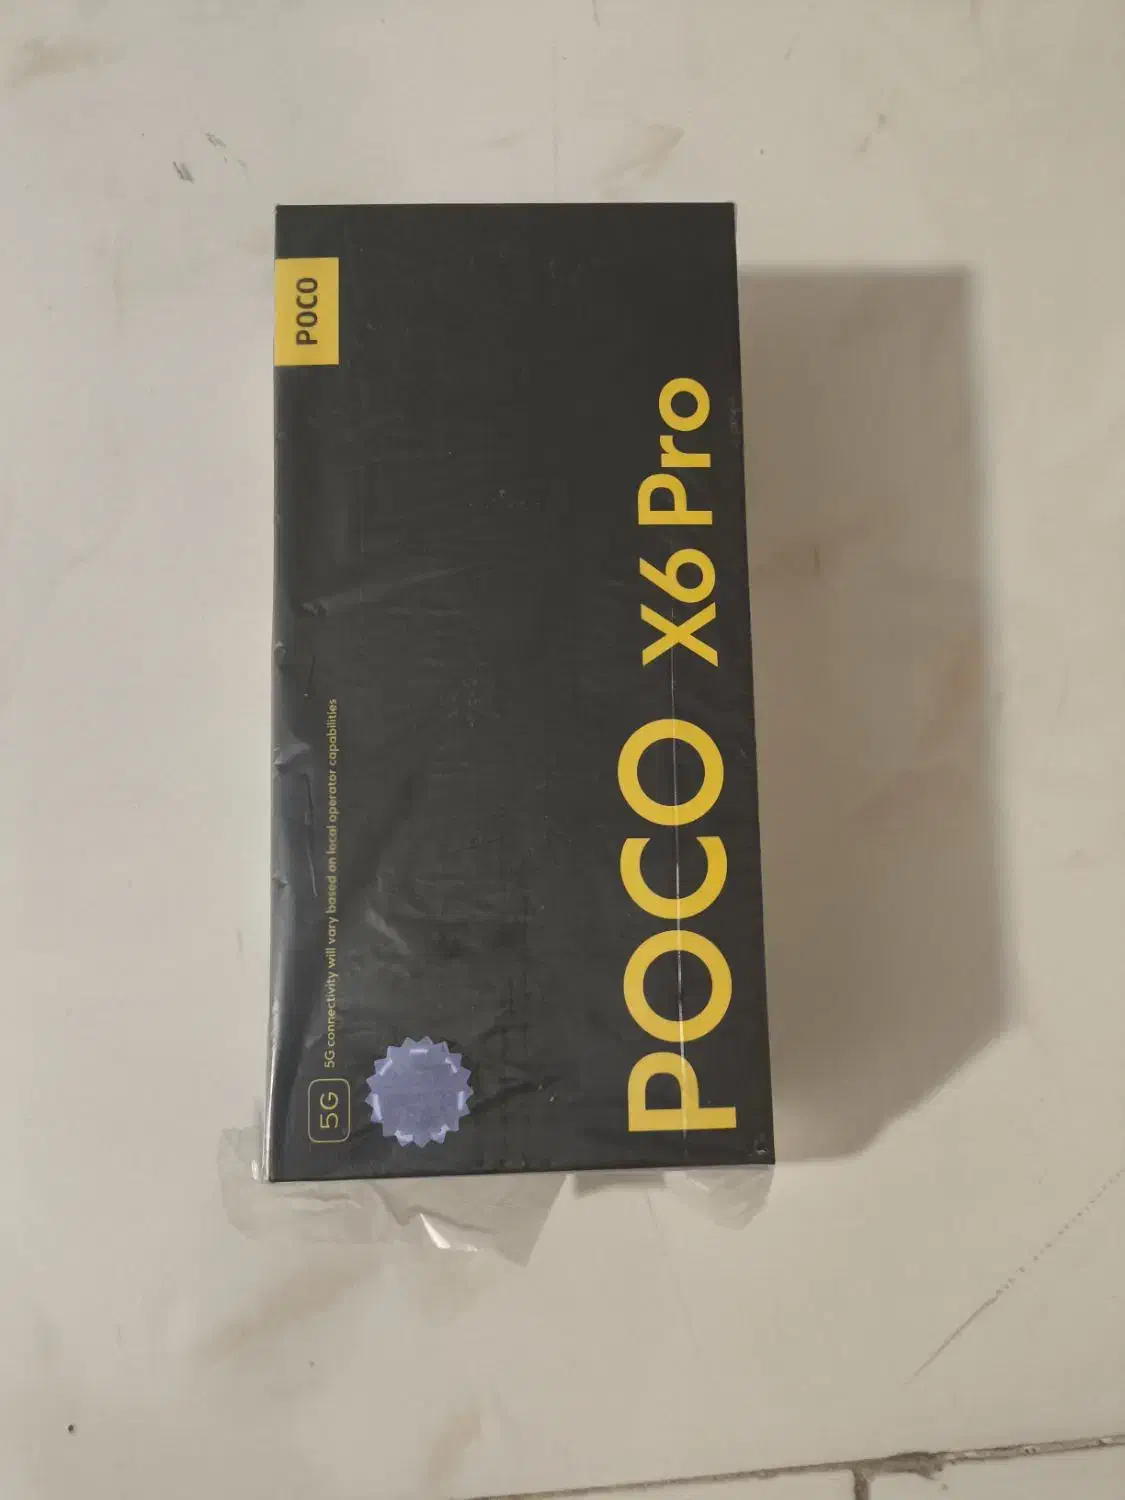 POCO
POCO X6 Pro
5G
5G connectivity will vary based on local operator capabilities